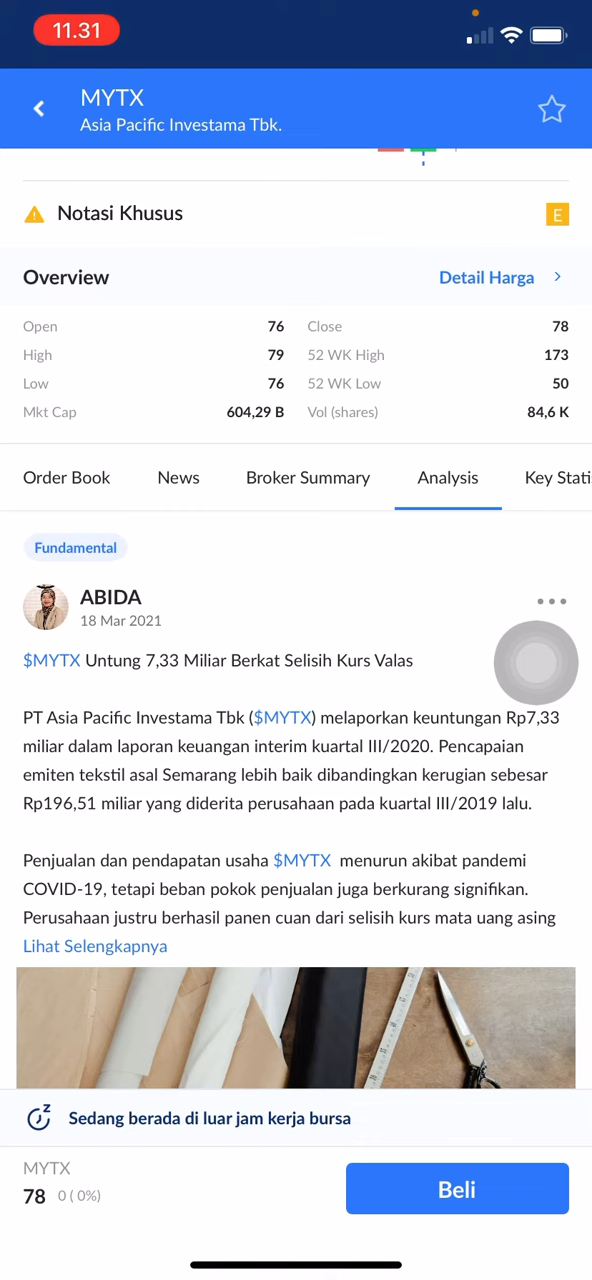 11.31
MYTX
Asia Pacific Investama Tbk.
Notasi Khusus
E
Overview
Detail Harga
Open 76 Close 78
High 79 52 WK High 173
Low 76 52 WK Low 50
Mkt Cap 604,29 B Vol (shares) 84,6 K
Order Book News Broker Summary Analysis Key Stati
Fundamental
ABIDA
18 Mar 2021
$MYTX Untung 7,33 Miliar Berkat Selisih Kurs Valas
PT Asia Pacific Investama Tbk ($MYTX) melaporkan keuntungan Rp7,33
miliar dalam laporan keuangan interim kuartal III/2020. Pencapaian
emiten tekstil asal Semarang lebih baik dibandingkan kerugian sebesar
Rp196,51 miliar yang diderita perusahaan pada kuartal III/2019 lalu.
Penjualan dan pendapatan usaha $MYTX menurun akibat pandemi
COVID-19, tetapi beban pokok penjualan juga berkurang signifikan.
Perusahaan justru berhasil panen cuan dari selisih kurs mata uang asing
Lihat Selengkapnya
Sedang berada di luar jam kerja bursa
MYTX
78 0 ( 0%)
Beli